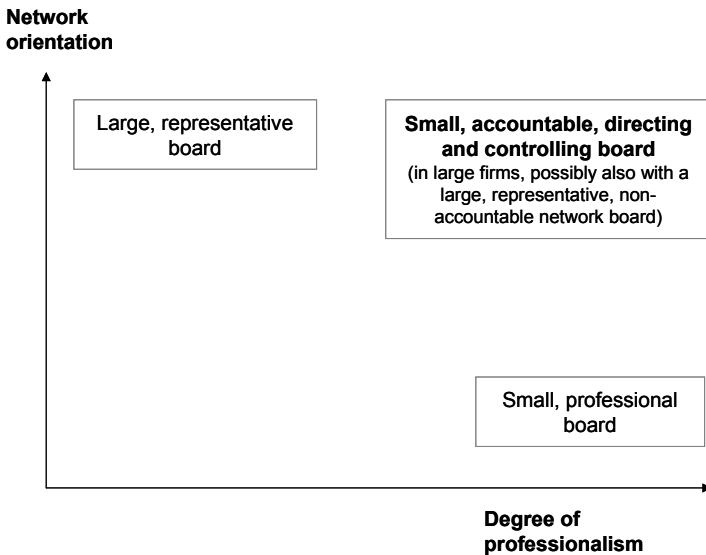 Network
orientation
Large, representative
board
Small, accountable, directing
and controlling board
(in large firms, possibly also with a
large, representative, non-
accountable network board)
Small, professional
board
Degree of
professionalism